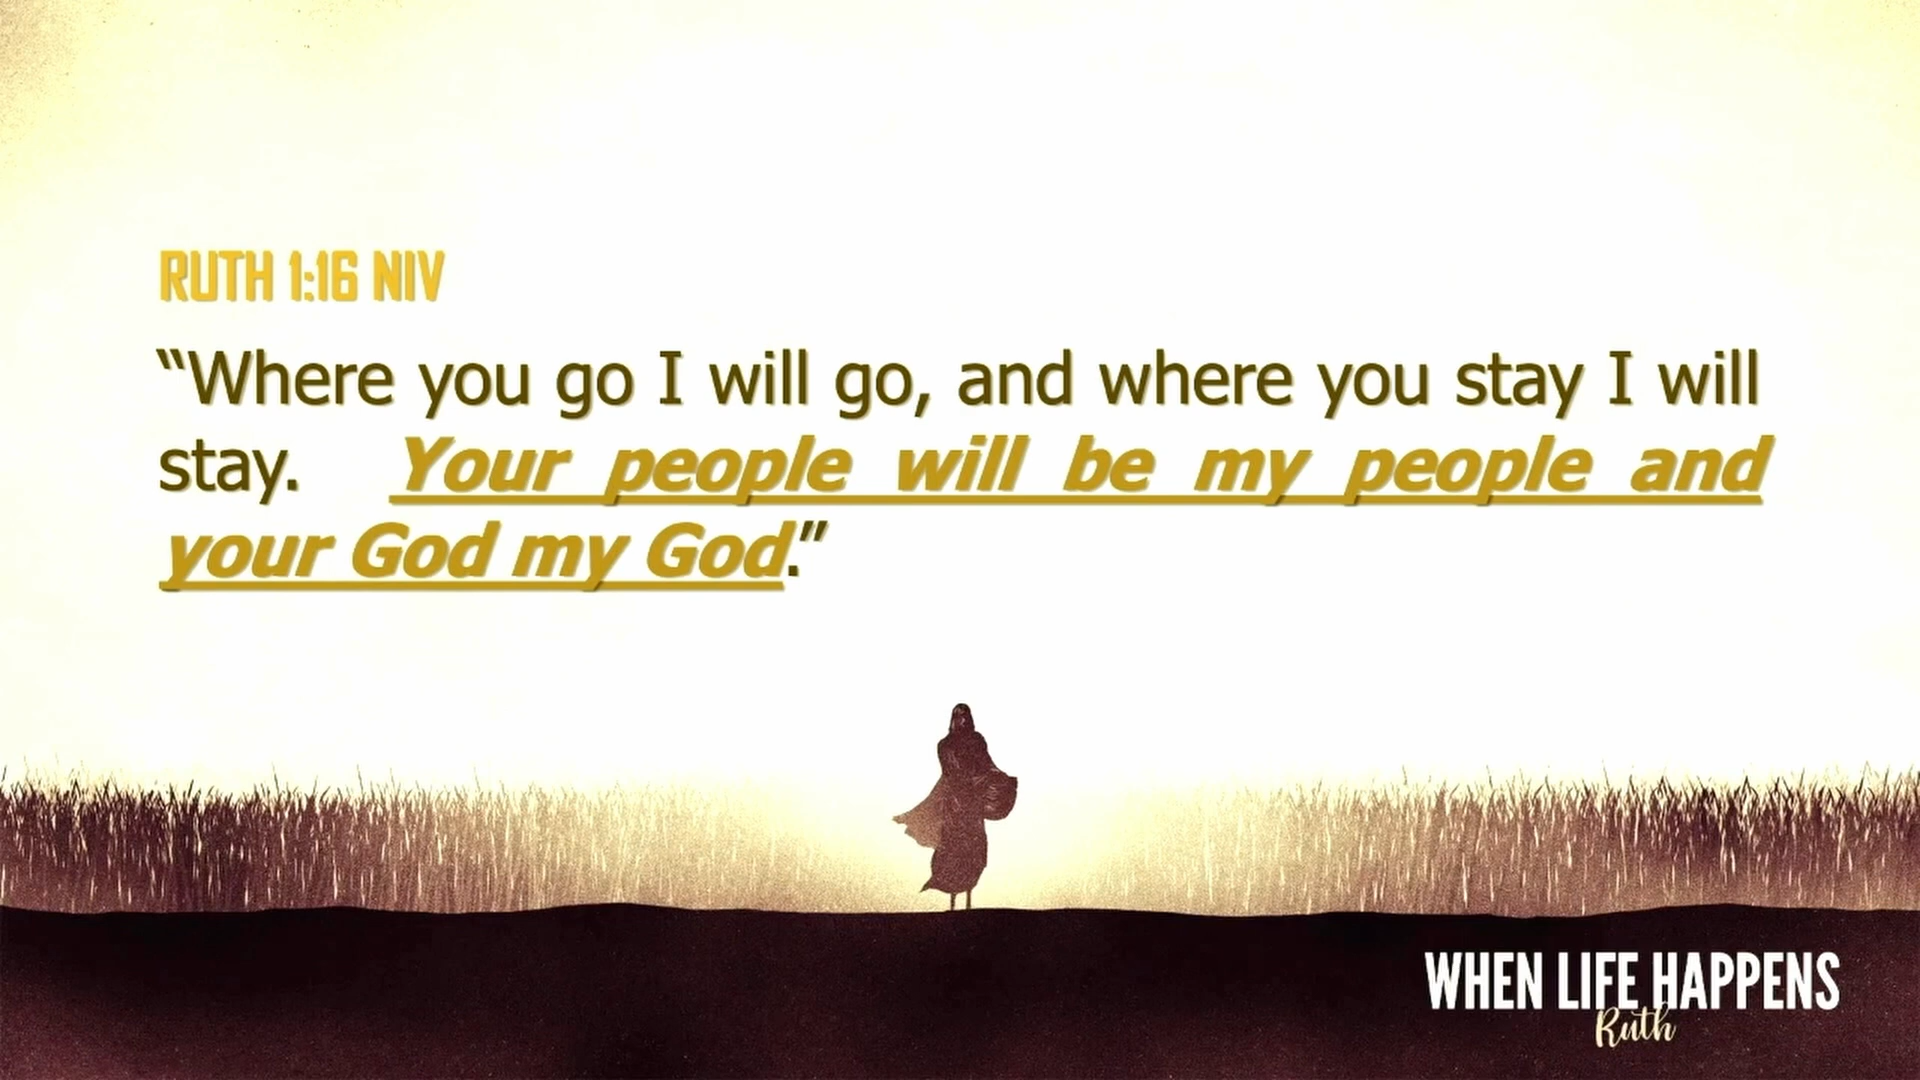 RUTH 1:16 NIV
“Where you go I will go, and where you stay I will
stay. Your people will be my people and
your God my God.”
WHEN LIFE HAPPENS
Ruth